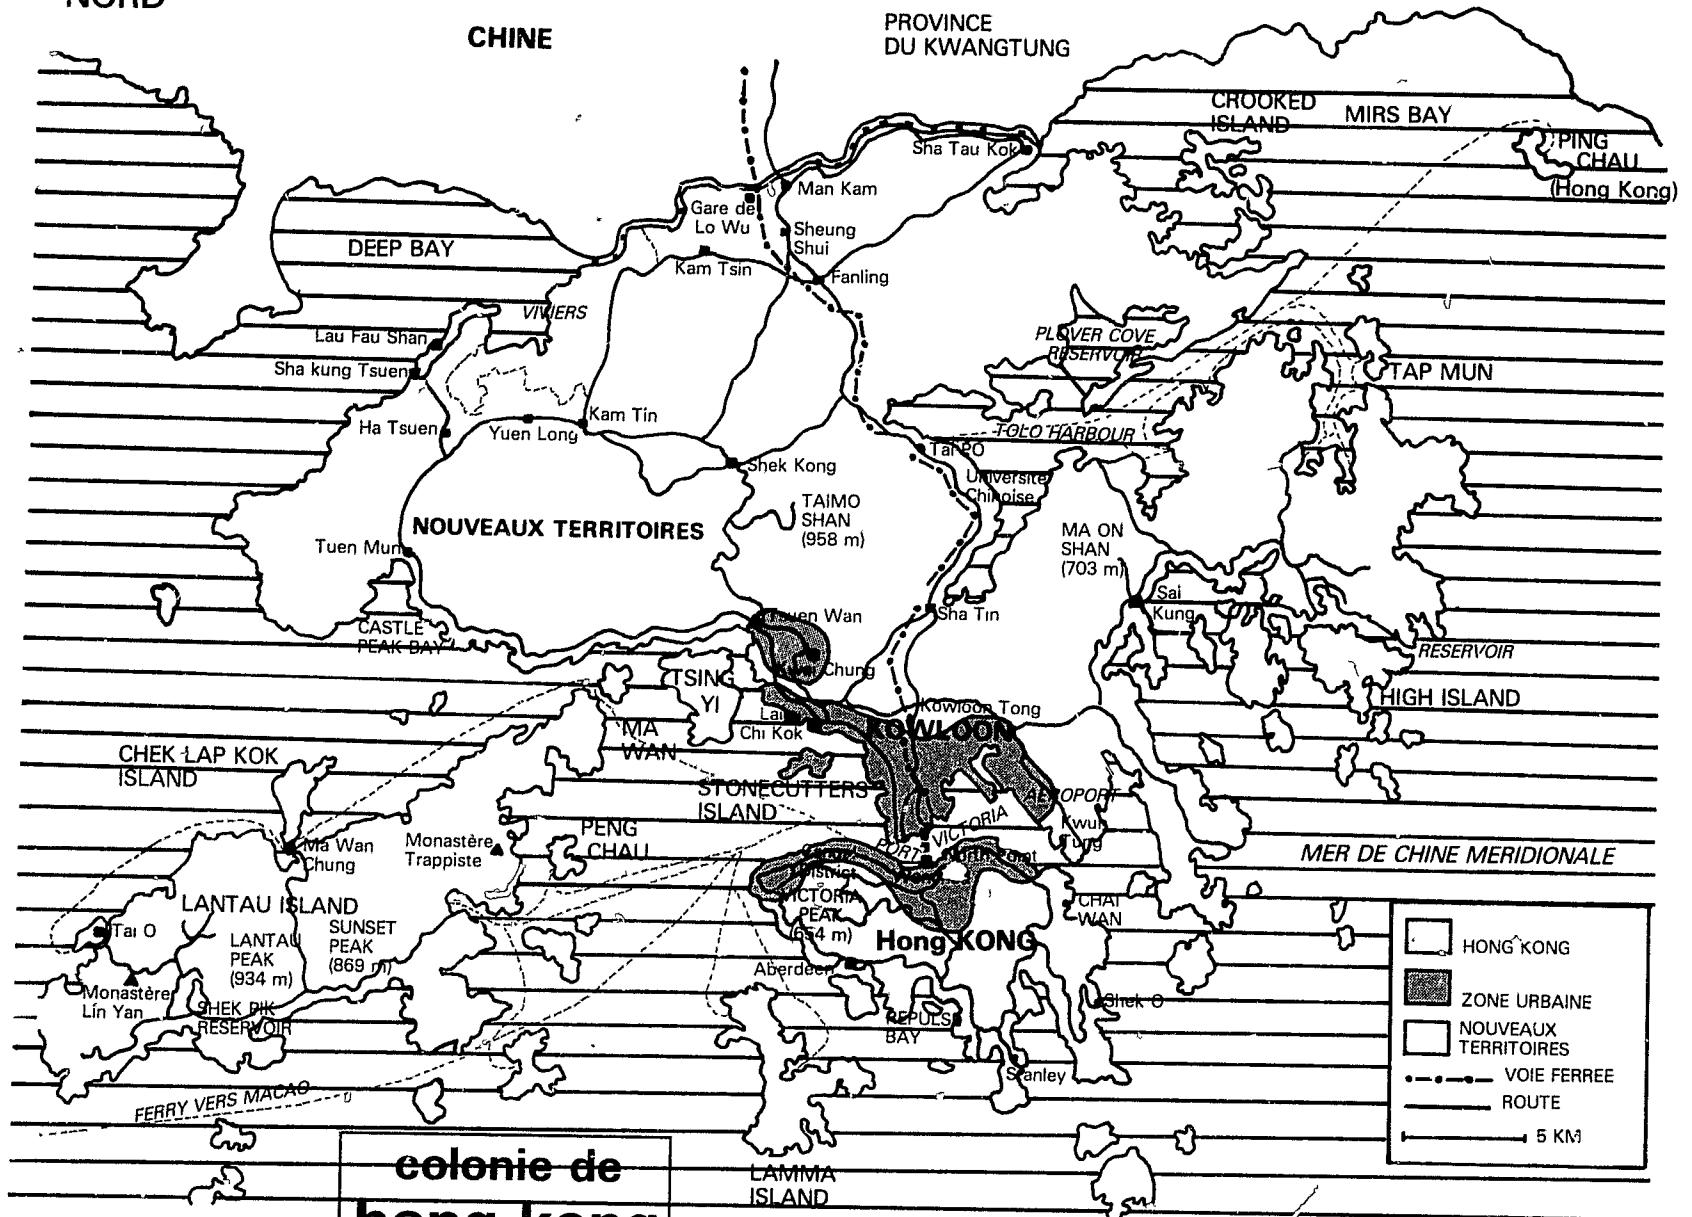 NORD
CHINE
PROVINCE
DU KWANGTUNG
CROOKED
ISLAND
MIRS BAY
PING
CHAU
(Hong Kong)
Sha Tau Kok
Man Kam
Gare de
Lo Wu
Sheung
Shui
Kam Tsin
Fanling
DEEP BAY
VIVIERS
Lau Fau Shan
Sha kung Tsuen
PLOVER COVE
RESERVOIR
TAP MUN
Ha Tsuen
Yuen Long
Kam Tin
TOLO HARBOUR
Tai PO
Shek Kong
Université
Chinoise
TAIMO
SHAN
(958 m)
NOUVEAUX TERRITOIRES
MA ON
SHAN
(703 m)
Tuen Mun
Sai
Kung
Tsuen Wan
Sha Tin
CASTLE
PEAK BAY
RESERVOIR
Chung
TSING
YI
HIGH ISLAND
Kowloon Tong
Lai
Chi Kok
KOWLOON
MA
WAN
CHEK LAP KOK
ISLAND
STONECUTTERS
ISLAND
AEROPORT
Kwun
Tung
PORT VICTORIA
PENG
CHAU
Monastère
Trappiste
Ma Wan
Chung
North Point
District
MER DE CHINE MERIDIONALE
VICTORIA
PEAK
(654 m)
CHAI
WAN
LANTAU ISLAND
Tai O
LANTAU
PEAK
(934 m)
SUNSET
PEAK
(869 m)
Hong KONG
Aberdeen
Monastère
Lin Yan
SHEK PIK
RESERVOIR
Shek O
REPULSE
BAY
Stanley
FERRY VERS MACAO
LAMMA
ISLAND
colonie de
hong kong
HONG KONG
ZONE URBAINE
NOUVEAUX
TERRITOIRES
VOIE FERREE
ROUTE
5 KM